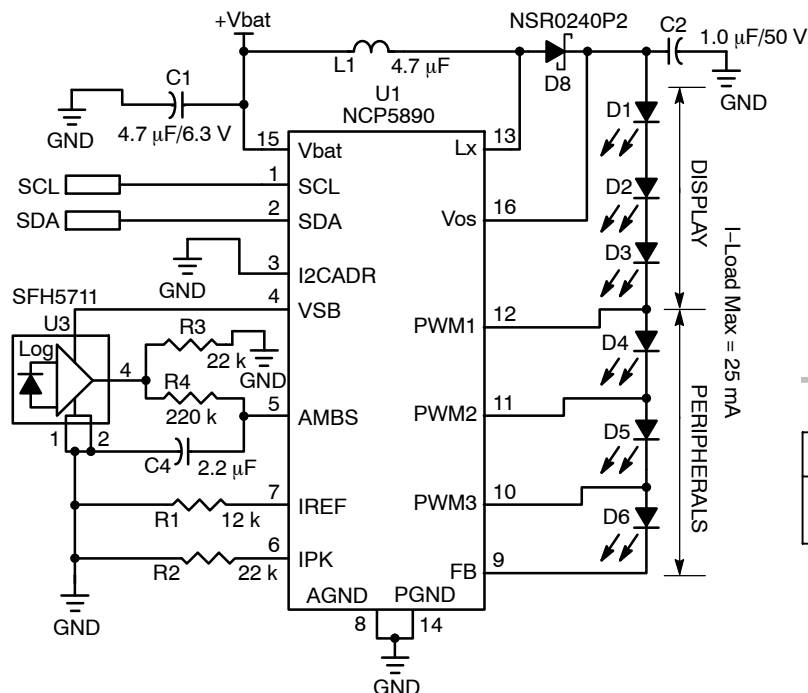 +Vbat
NSR0240P2
C2
1.0 μF/50 V
L1
4.7 μF
D8
GND
C1
U1
NCP5890
GND
4.7 μF/6.3 V
15
Vbat
Lx
13
D1
SCL
1
SCL
SDA
2
SDA
Vos
16
D2
DISPLAY
D3
3
I2CADR
GND
SFH5711
4
VSB
U3
Log
4
R3
22 k
GND
PWM1
12
D4
I–Load Max = 25 mA
R4
220 k
5
AMBS
PWM2
11
PERIPHERALS
1
2
C4
2.2 μF
D5
R1
12 k
7
IREF
PWM3
10
D6
R2
22 k
6
IPK
FB
9
AGND
PGND
GND
8
14
GND